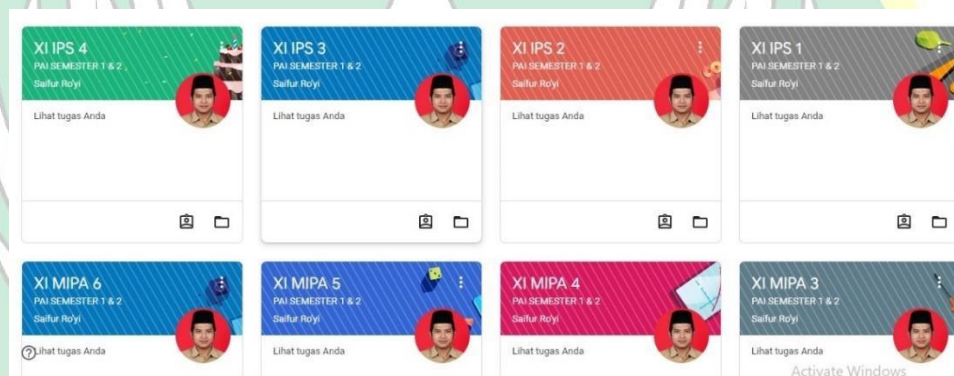 XI IPS 4
PAI SEMESTER 1 & 2
Saifur Ro'yi
Lihat tugas Anda
XI IPS 3
PAI SEMESTER 1 & 2
Saifur Ro'yi
Lihat tugas Anda
XI IPS 2
PAI SEMESTER 1 & 2
Saifur Ro'yi
Lihat tugas Anda
XI IPS 1
PAI SEMESTER 1 & 2
Saifur Ro'yi
Lihat tugas Anda
XI MIPA 6
PAI SEMESTER 1 & 2
Saifur Ro'yi
Lihat tugas Anda
XI MIPA 5
PAI SEMESTER 1 & 2
Saifur Ro'yi
Lihat tugas Anda
XI MIPA 4
PAI SEMESTER 1 & 2
Saifur Ro'yi
Lihat tugas Anda
XI MIPA 3
PAI SEMESTER 1 & 2
Saifur Ro'yi
Lihat tugas Anda
Activate Windows